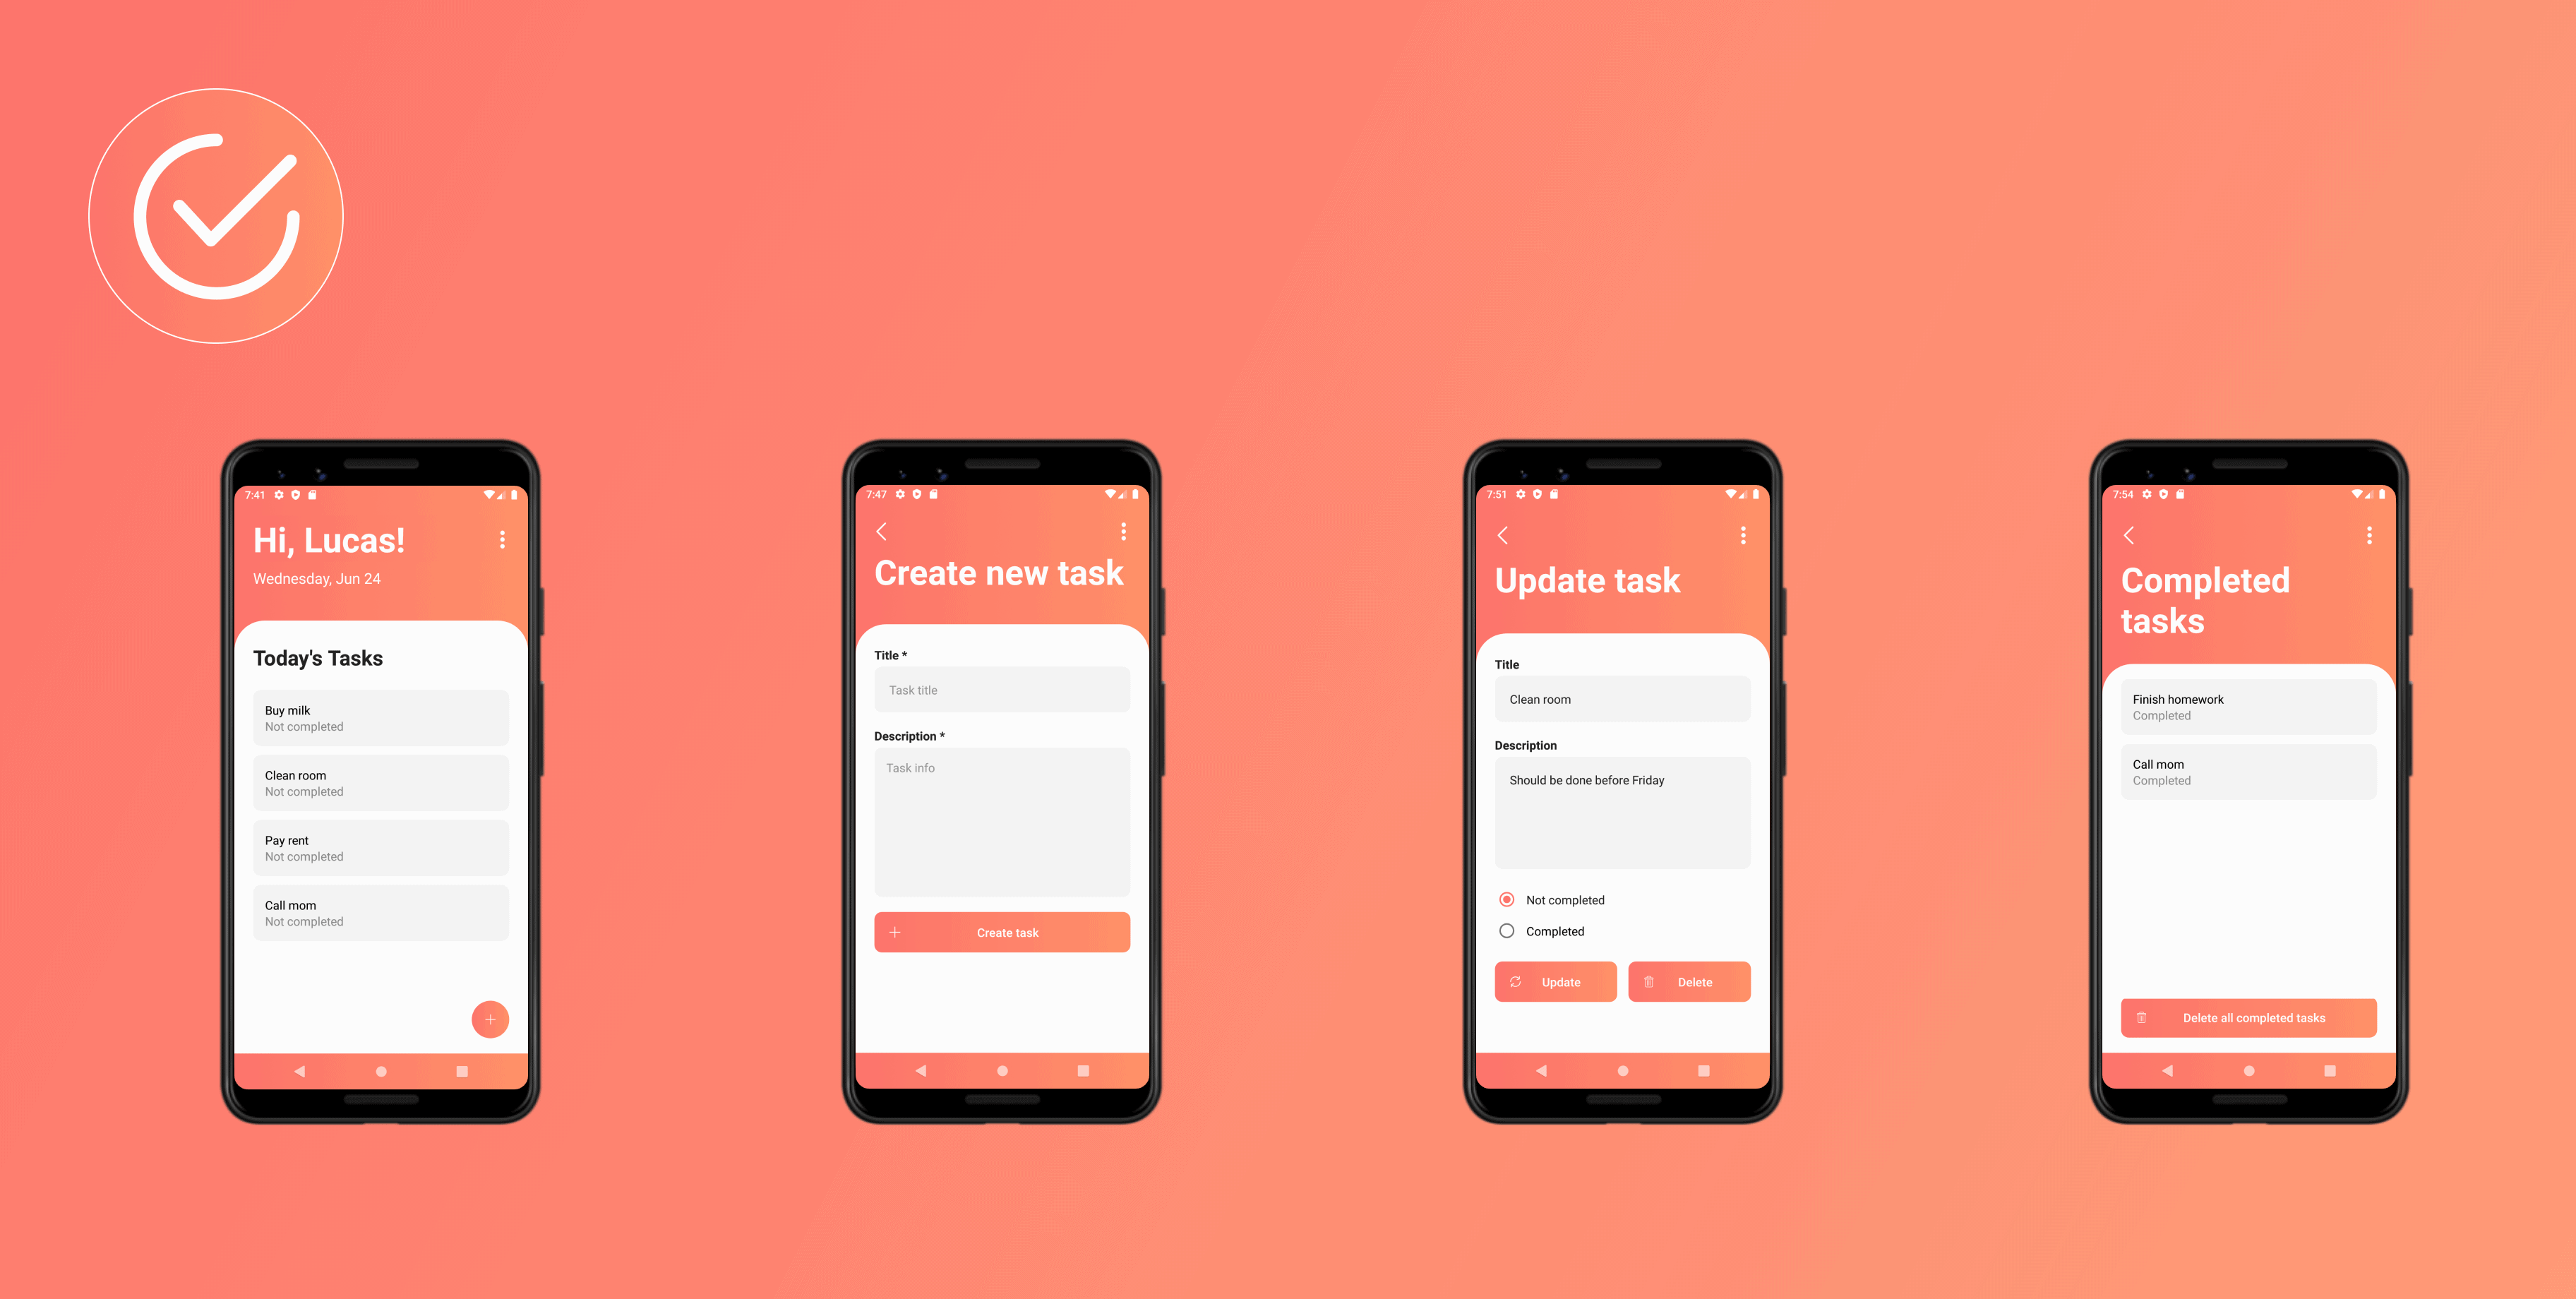 7:41
Hi, Lucas!
Wednesday, Jun 24
Today's Tasks
Buy milk
Not completed
Clean room
Not completed
Pay rent
Not completed
Call mom
Not completed
7:47
Create new task
Title *
Task title
Description *
Task info
Create task
7:51
Update task
Title
Clean room
Description
Should be done before Friday
Not completed
Completed
Update
Delete
7:54
Completed
tasks
Finish homework
Completed
Call mom
Completed
Delete all completed tasks